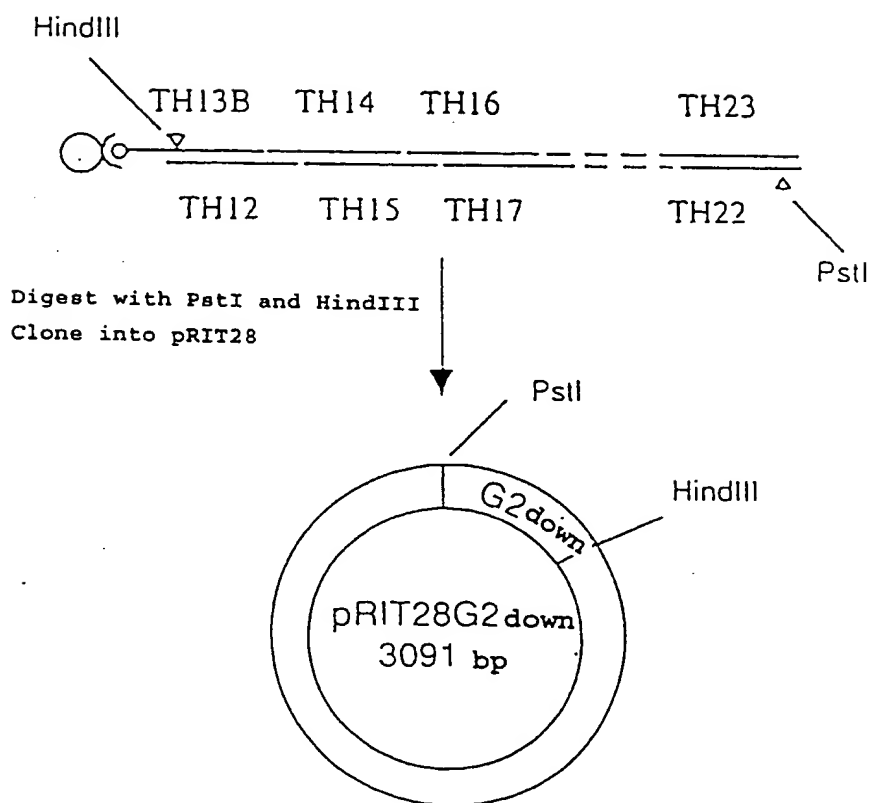 HindIII
TH13B TH14 TH16 TH23
TH12 TH15 TH17 TH22
PstI
Digest with PstI and HindIII
Clone into pRIT28
PstI
HindIII
G2down
pRIT28G2down
3091 bp